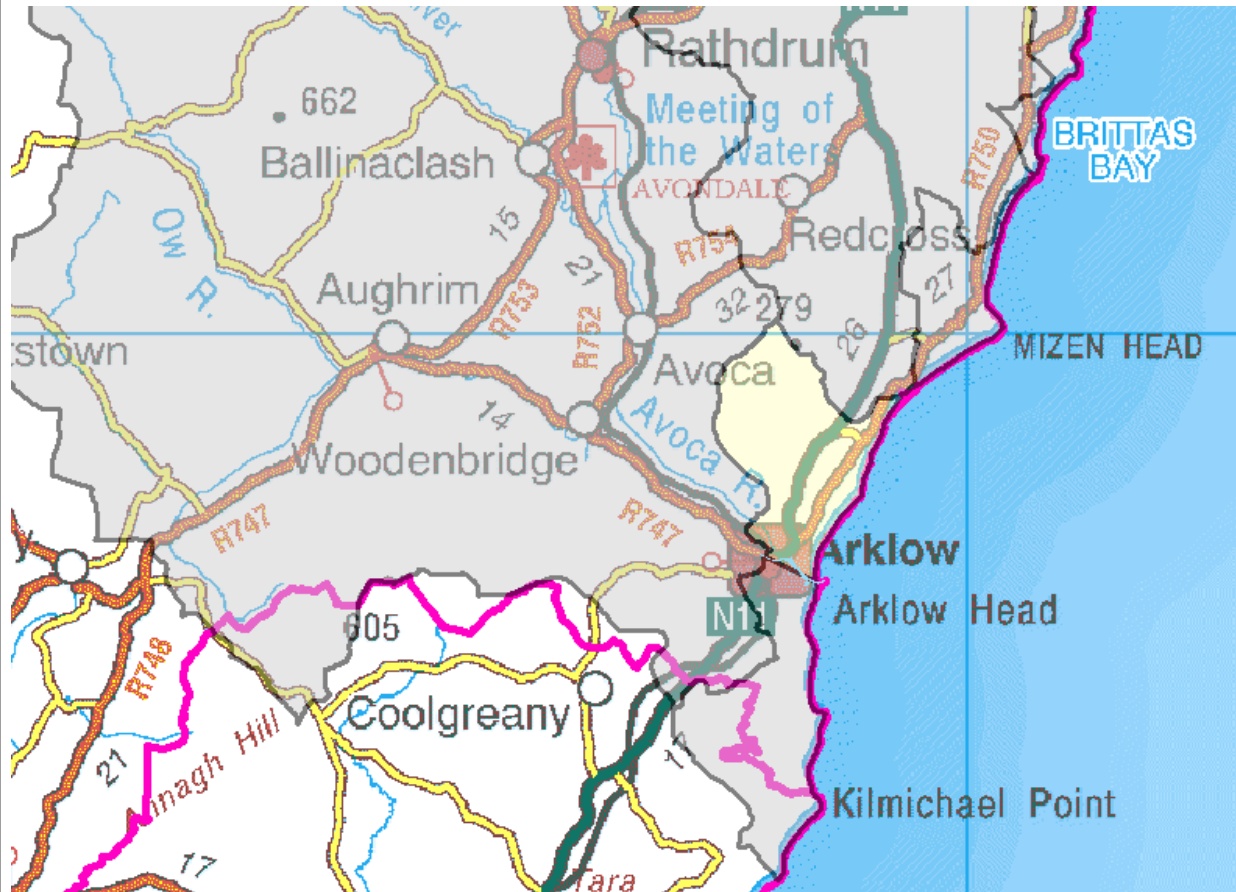 Rathdrum
662
Meeting of
the Waters
BRITTAS
BAY
R750
Ballinaclash
AVONDALE
15
Ow R.
21
R754
Redcross
27
Aughrim
R753
R752
32
279
26
MIZEN HEAD
Avoca
14
Avoca R.
Woodenbridge
R747
R747
Arklow
N11
Arklow Head
605
R748
Coolgreany
21
Annagh Hill
Kilmichael Point
17
Tara